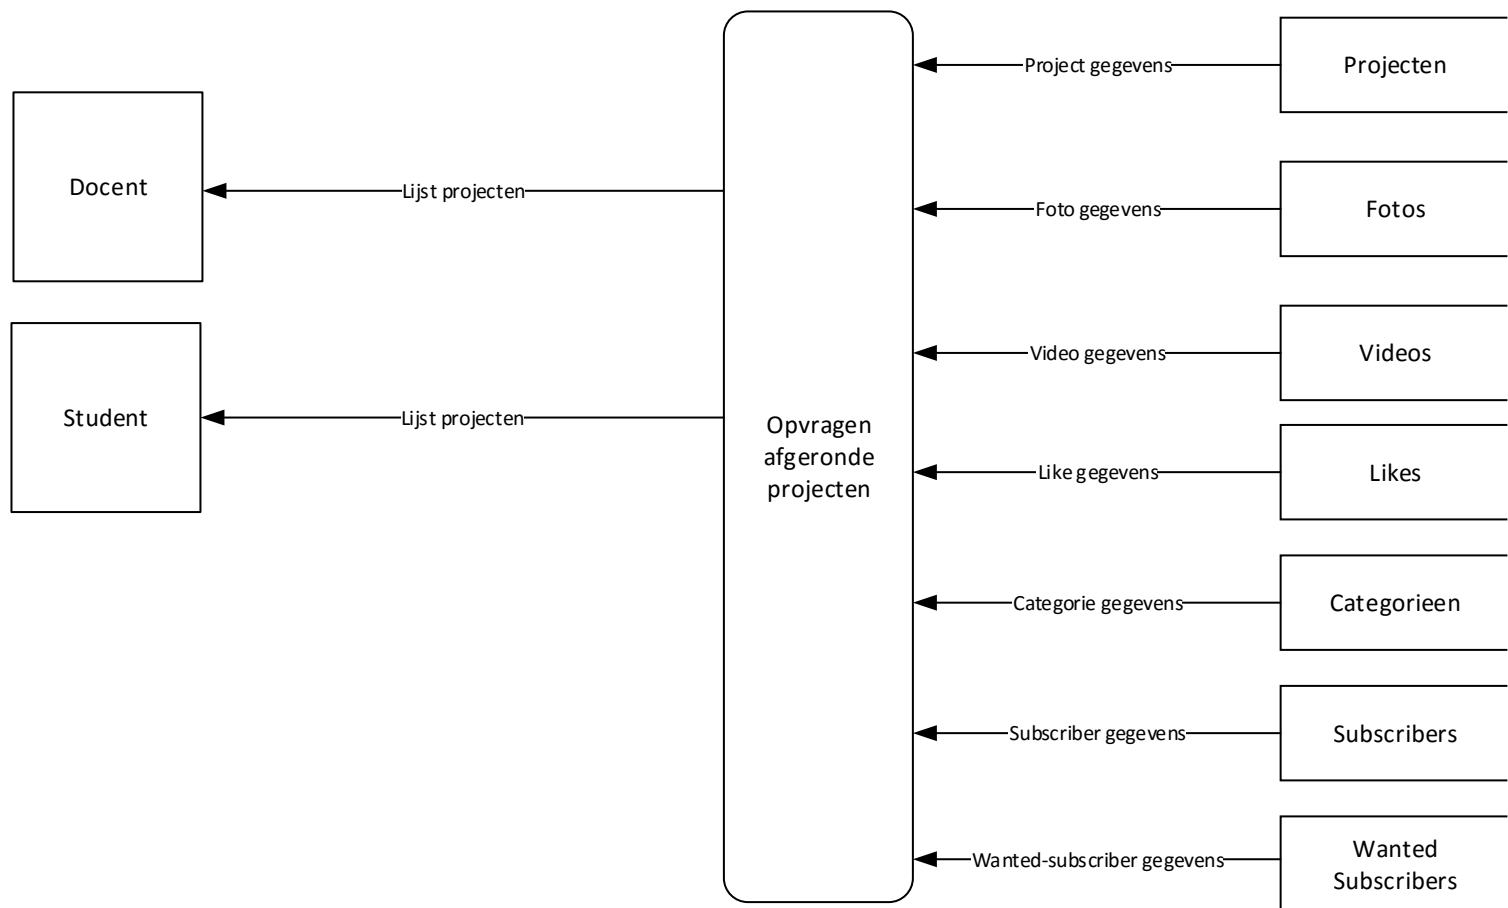 Project gegevens
Projecten
Docent
Lijst projecten
Foto gegevens
Fotos
Video gegevens
Videos
Student
Lijst projecten
Opvragen
afgeronde
projecten
Like gegevens
Likes
Categorie gegevens
Categorieen
Subscriber gegevens
Subscribers
Wanted-subscriber gegevens
Wanted
Subscribers